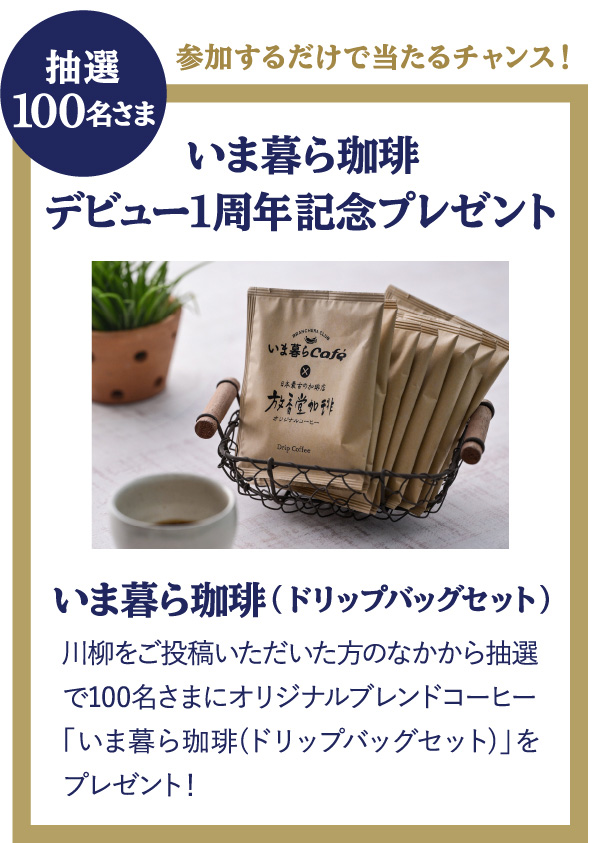 抽選
100名さま
参加するだけで当たるチャンス！
いま暮ら珈琲
デビュー1周年記念プレゼント
BRANCHERA CLUB
いま暮らCafe
×
日本最古の珈琲店
放香堂加琲
オリジナルコーヒー
Drip Coffee
いま暮ら珈琲（ドリップバッグセット）
川柳をご投稿いただいた方のなかから抽選
で100名さまにオリジナルブレンドコーヒー
「いま暮ら珈琲(ドリップバッグセット)」を
プレゼント！